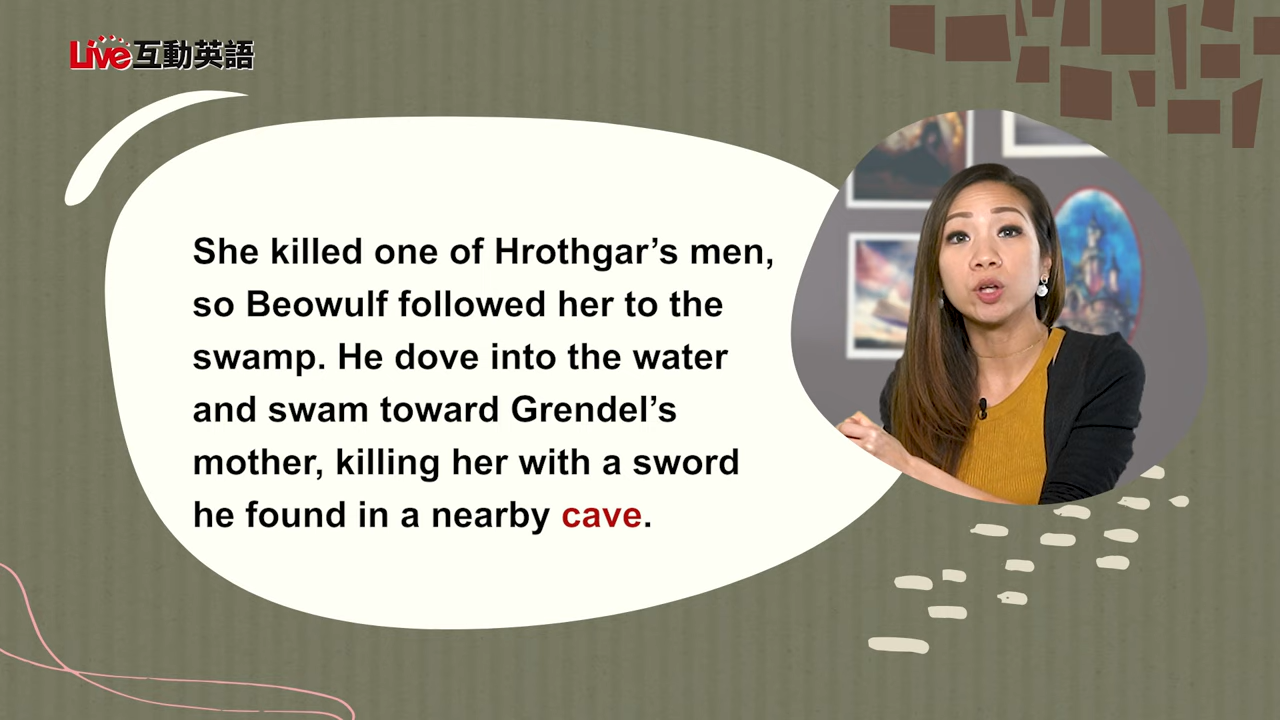 Live互動英語
She killed one of Hrothgar’s men,
so Beowulf followed her to the
swamp. He dove into the water
and swam toward Grendel’s
mother, killing her with a sword
he found in a nearby cave.